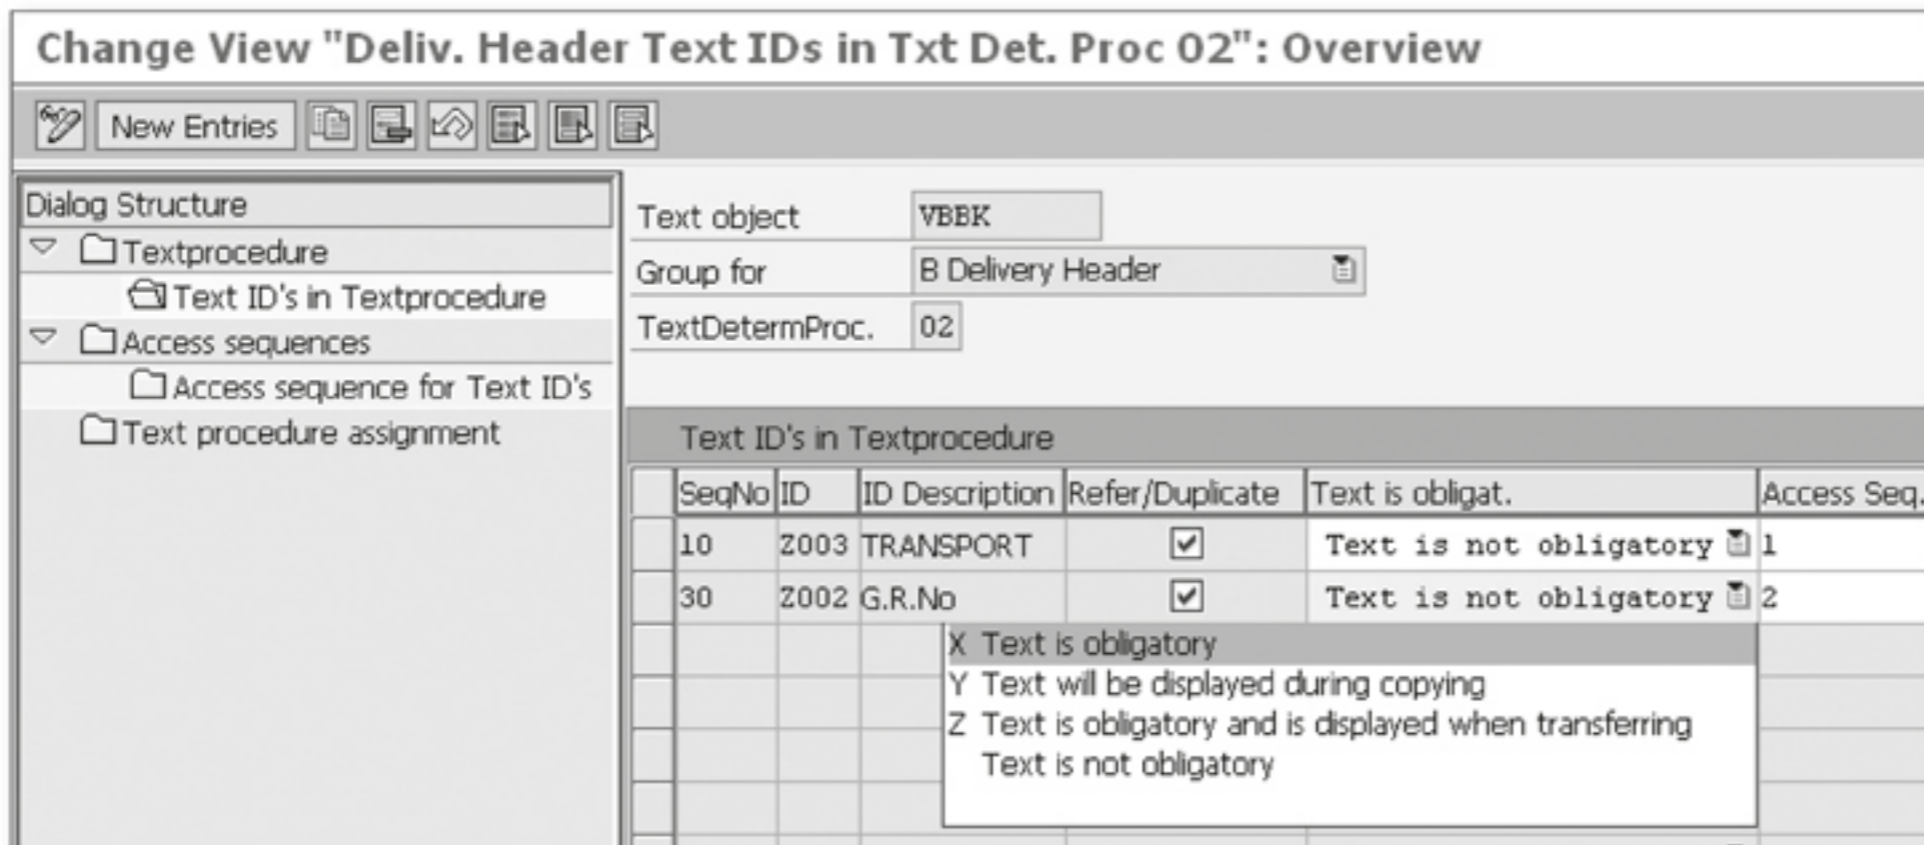 Change View "Deliv. Header Text IDs in Txt Det. Proc 02": Overview
New Entries
Dialog Structure
Textprocedure
Text ID's in Textprocedure
Access sequences
Access sequence for Text ID's
Text procedure assignment
Text object VBBK
Group for B Delivery Header
TextDetermProc. 02
Text ID's in Textprocedure
SeqNo ID ID Description Refer/Duplicate Text is obligat. Access Seq.
10 Z003 TRANSPORT Text is not obligatory 1
30 Z002 G.R.No Text is not obligatory 2
X Text is obligatory
Y Text will be displayed during copying
Z Text is obligatory and is displayed when transferring
Text is not obligatory